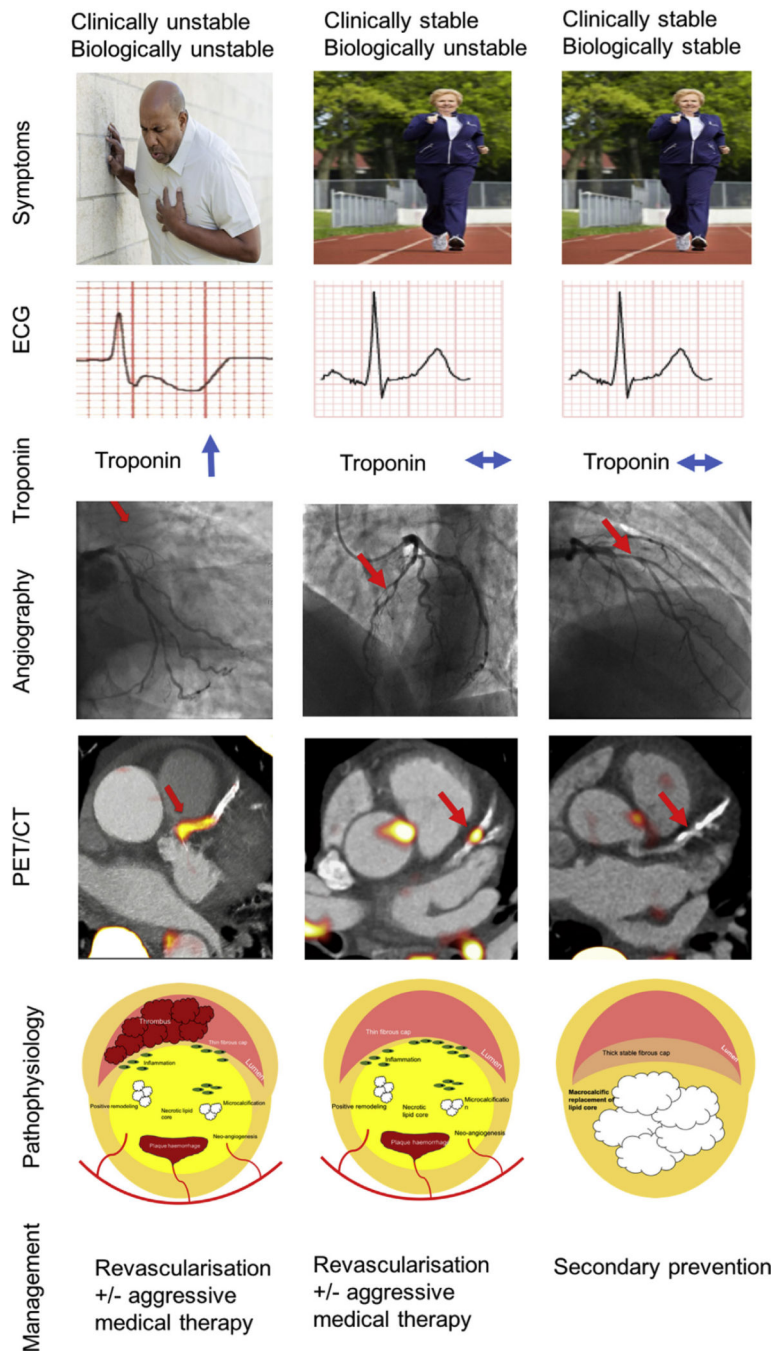 Clinically unstable
Biologically unstable
Clinically stable
Biologically unstable
Clinically stable
Biologically stable
Symptoms
ECG
Troponin
Troponin
Troponin
Troponin
Angiography
PET/CT
Pathophysiology
Thrombus
Thin fibrous cap
Lumen
Inflammation
Positive remodeling
Microcalcification
Necrotic lipid
core
Neo-angiogenesis
Plaque haemorrhage
Thin fibrous cap
Lumen
Inflammation
Positive remodeling
Microcalcificatio
n
Necrotic lipid
core
Neo-angiogenesis
Plaque haemorrhage
Lumen
Thick stable fibrous cap
Macrocalcific
replacement of
lipid core
Management
Revascularisation
+/- aggressive
medical therapy
Revascularisation
+/- aggressive
medical therapy
Secondary prevention